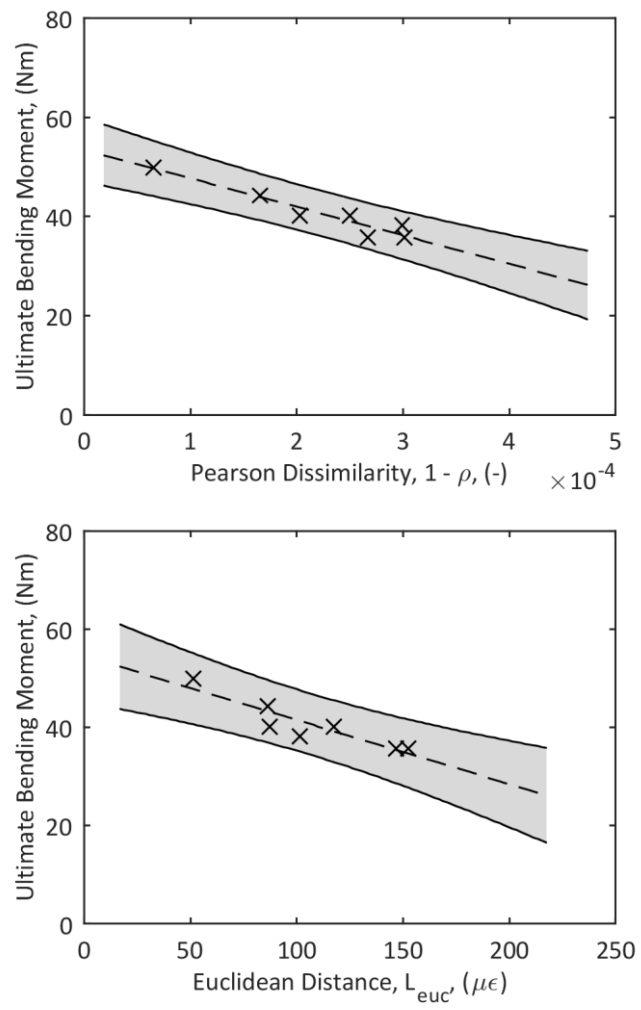 80
60
40
20
0
Ultimate Bending Moment, (Nm)
0 1 2 3 4 5
Pearson Dissimilarity, 1 - ρ, (-) ×10⁻⁴
80
60
40
20
0
Ultimate Bending Moment, (Nm)
0 50 100 150 200 250
Euclidean Distance, L_euc, (μϵ)